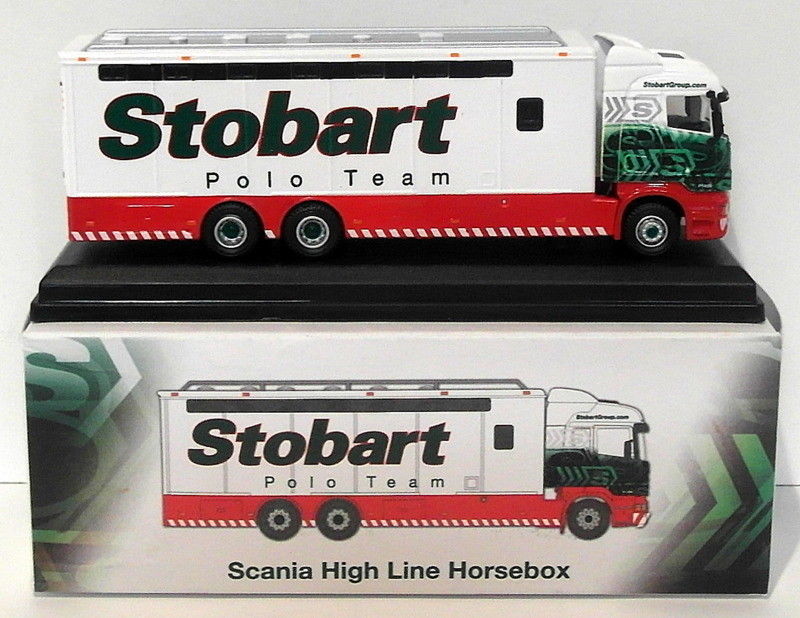 StobartGroup.com
Stobart
S
Polo Team
StobartGroup.com
Stobart
S
Polo Team
Scania High Line Horsebox